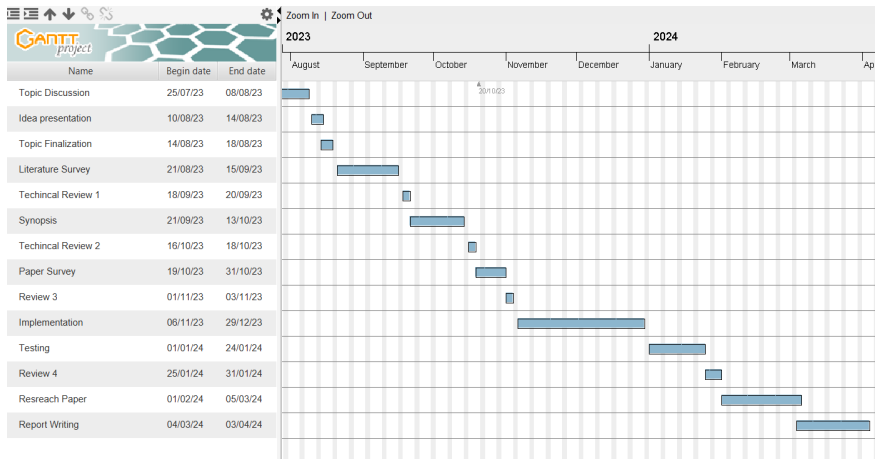 Zoom In | Zoom Out
GANTT
project
2023 2024
Name Begin date End date
August September October November December January February March Ap
20/10/23
Topic Discussion 25/07/23 08/08/23
Idea presentation 10/08/23 14/08/23
Topic Finalization 14/08/23 18/08/23
Literature Survey 21/08/23 15/09/23
Techincal Review 1 18/09/23 20/09/23
Synopsis 21/09/23 13/10/23
Techincal Review 2 16/10/23 18/10/23
Paper Survey 19/10/23 31/10/23
Review 3 01/11/23 03/11/23
Implementation 06/11/23 29/12/23
Testing 01/01/24 24/01/24
Review 4 25/01/24 31/01/24
Resreach Paper 01/02/24 05/03/24
Report Writing 04/03/24 03/04/24